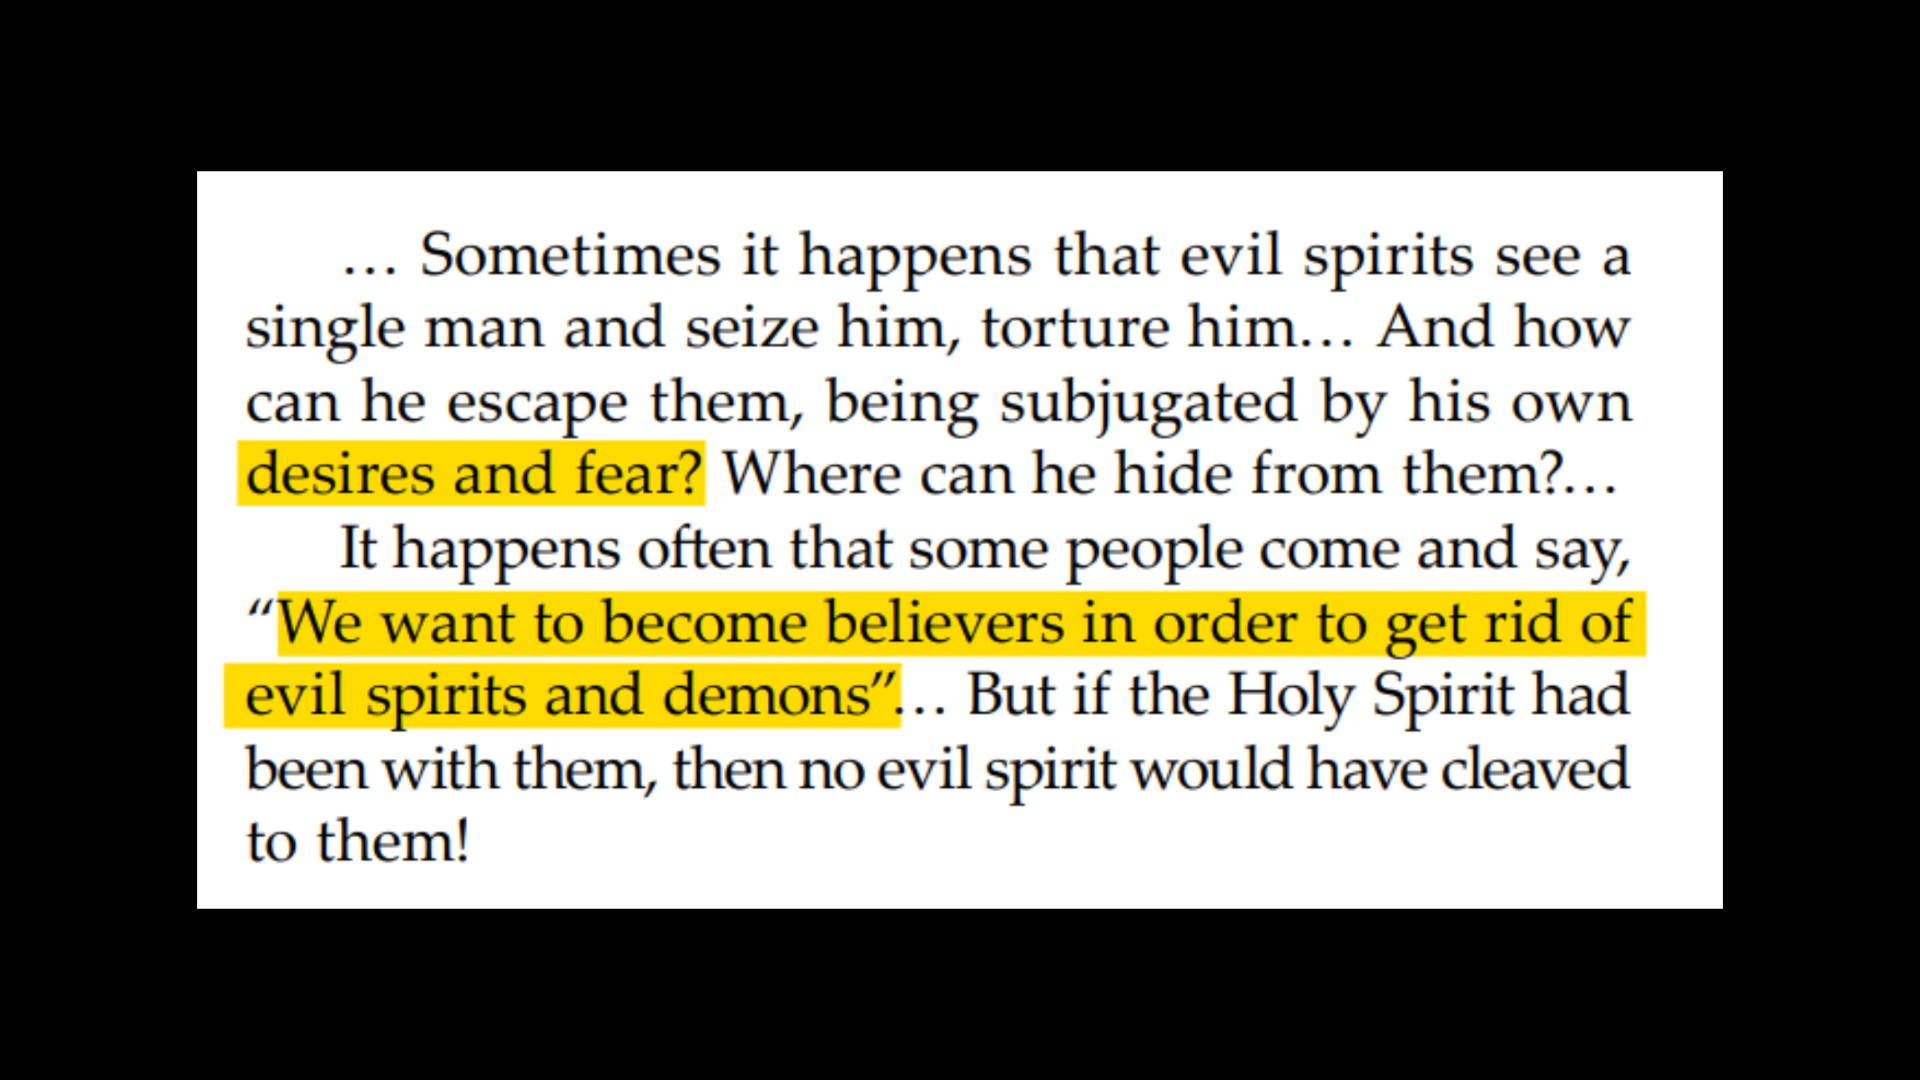 … Sometimes it happens that evil spirits see a
single man and seize him, torture him… And how
can he escape them, being subjugated by his own
desires and fear? Where can he hide from them?…
It happens often that some people come and say,
“We want to become believers in order to get rid of
evil spirits and demons”… But if the Holy Spirit had
been with them, then no evil spirit would have cleaved
to them!